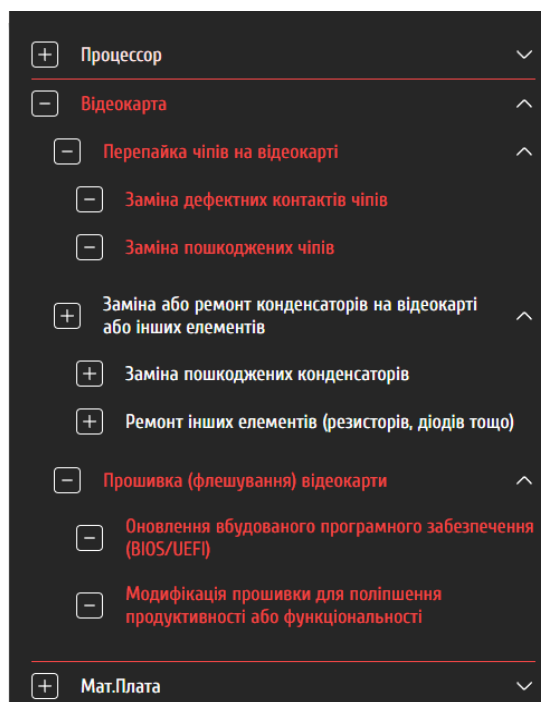 Процессор
Відеокарта
Перепайка чіпів на відеокарті
Заміна дефектних контактів чіпів
Заміна пошкоджених чіпів
Заміна або ремонт конденсаторів на відеокарті
або інших елементів
Заміна пошкоджених конденсаторів
Ремонт інших елементів (резисторів, діодів тощо)
Прошивка (флешування) відеокарти
Оновлення вбудованого програмного забезпечення
(BIOS/UEFI)
Модифікація прошивки для поліпшення
продуктивності або функціональності
Мат.Плата